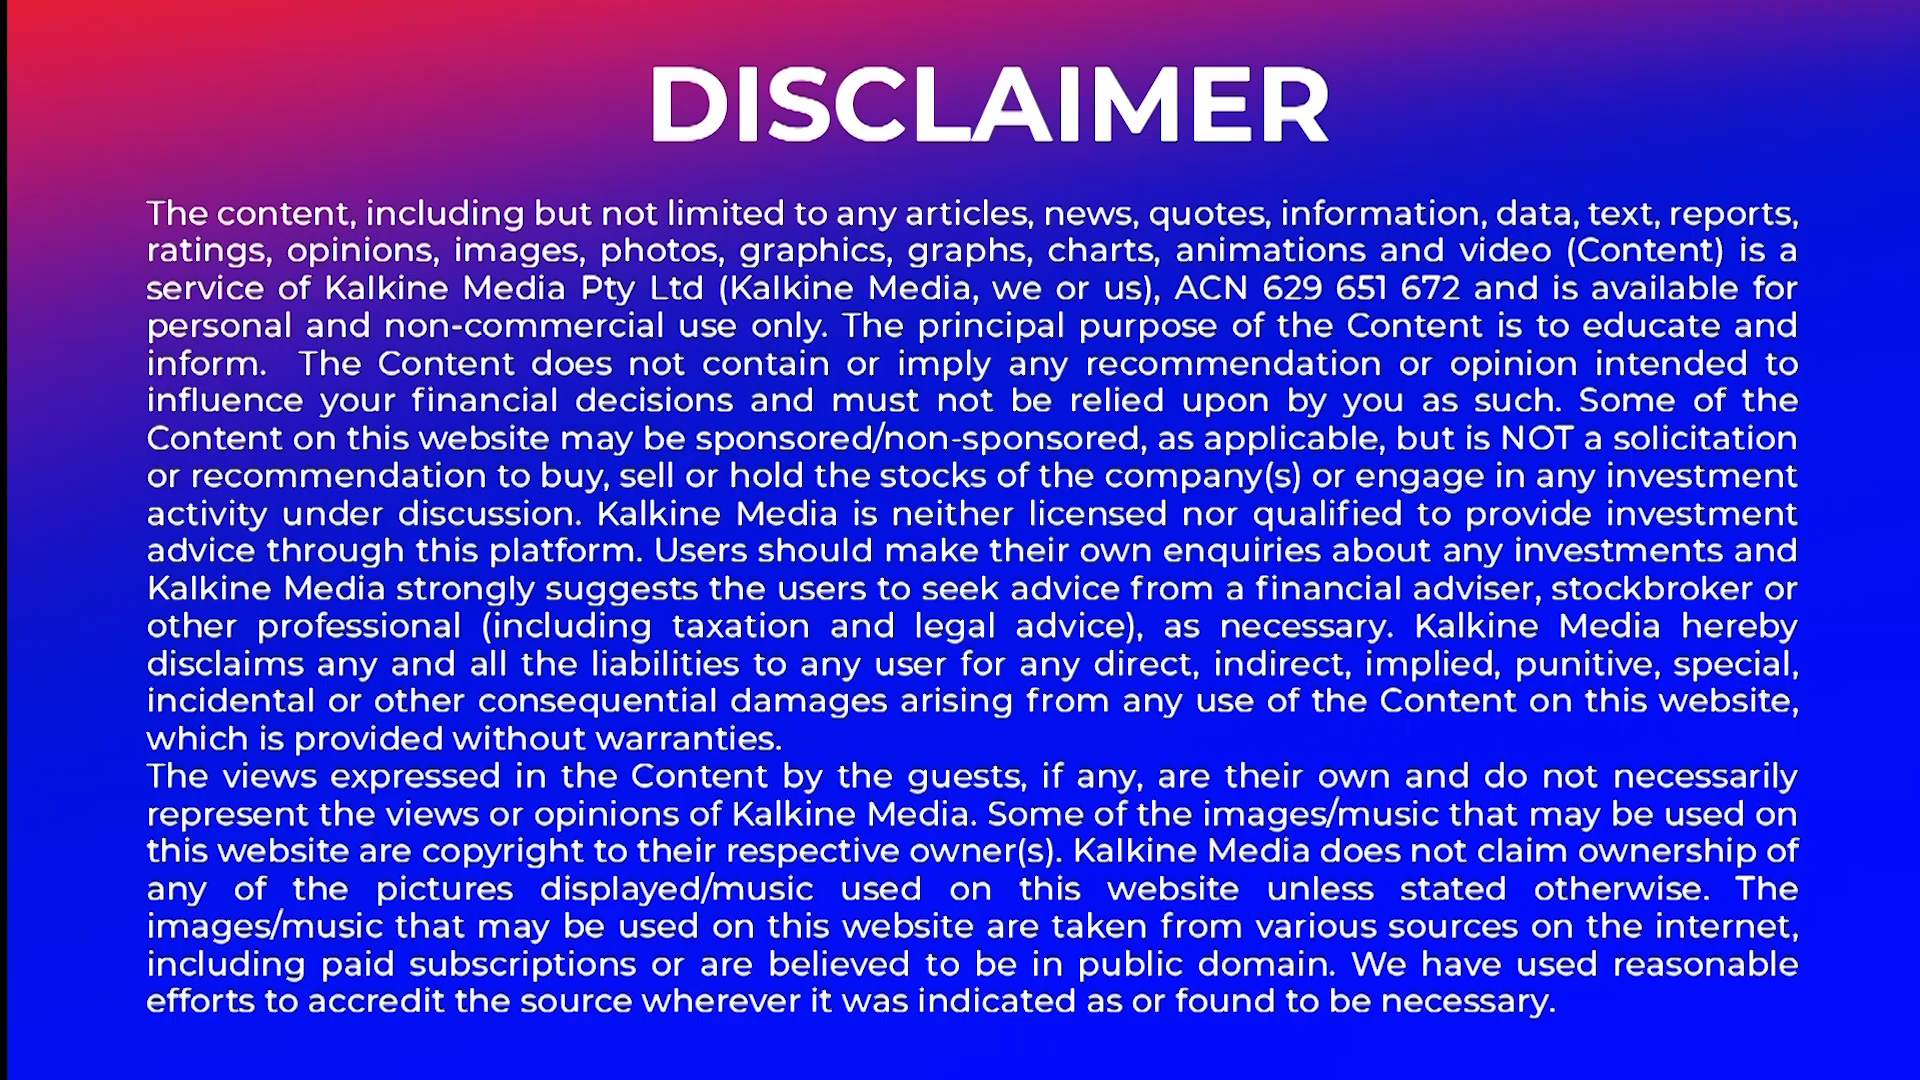 DISCLAIMER
The content, including but not limited to any articles, news, quotes, information, data, text, reports,
ratings, opinions, images, photos, graphics, graphs, charts, animations and video (Content) is a
service of Kalkine Media Pty Ltd (Kalkine Media, we or us), ACN 629 651 672 and is available for
personal and non-commercial use only. The principal purpose of the Content is to educate and
inform.  The Content does not contain or imply any recommendation or opinion intended to
influence your financial decisions and must not be relied upon by you as such. Some of the
Content on this website may be sponsored/non-sponsored, as applicable, but is NOT a solicitation
or recommendation to buy, sell or hold the stocks of the company(s) or engage in any investment
activity under discussion. Kalkine Media is neither licensed nor qualified to provide investment
advice through this platform. Users should make their own enquiries about any investments and
Kalkine Media strongly suggests the users to seek advice from a financial adviser, stockbroker or
other professional (including taxation and legal advice), as necessary. Kalkine Media hereby
disclaims any and all the liabilities to any user for any direct, indirect, implied, punitive, special,
incidental or other consequential damages arising from any use of the Content on this website,
which is provided without warranties.
The views expressed in the Content by the guests, if any, are their own and do not necessarily
represent the views or opinions of Kalkine Media. Some of the images/music that may be used on
this website are copyright to their respective owner(s). Kalkine Media does not claim ownership of
any of the pictures displayed/music used on this website unless stated otherwise. The
images/music that may be used on this website are taken from various sources on the internet,
including paid subscriptions or are believed to be in public domain. We have used reasonable
efforts to accredit the source wherever it was indicated as or found to be necessary.